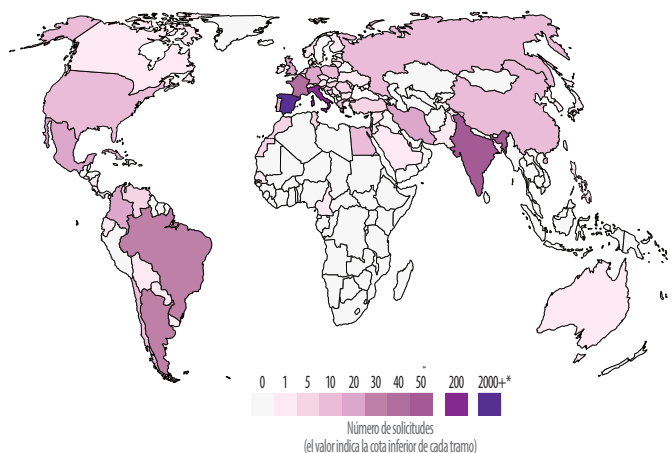 0 1 5 10 20 30 40 50 200 2000+*
Número de solicitudes
(el valor indica la cota inferior de cada tramo)